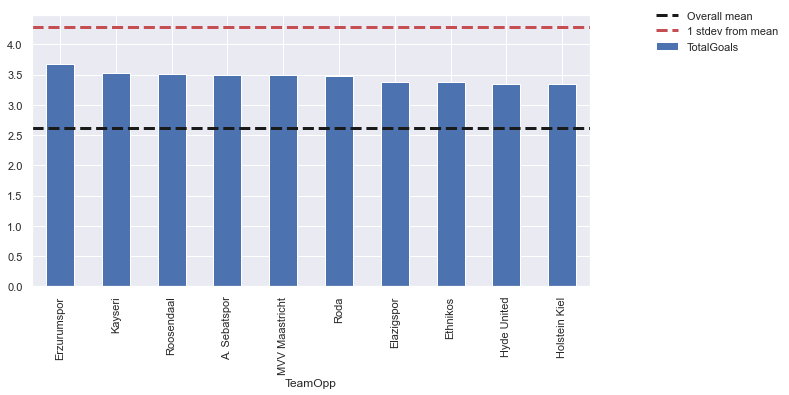 Overall mean
1 stdev from mean
TotalGoals
4.0
3.5
3.0
2.5
2.0
1.5
1.0
0.5
0.0
Erzurumspor
Kayseri
Roosendaal
A. Sebatspor
MVV Maastricht
Roda
Elazigspor
Ethnikos
Hyde United
Holstein Kiel
TeamOpp